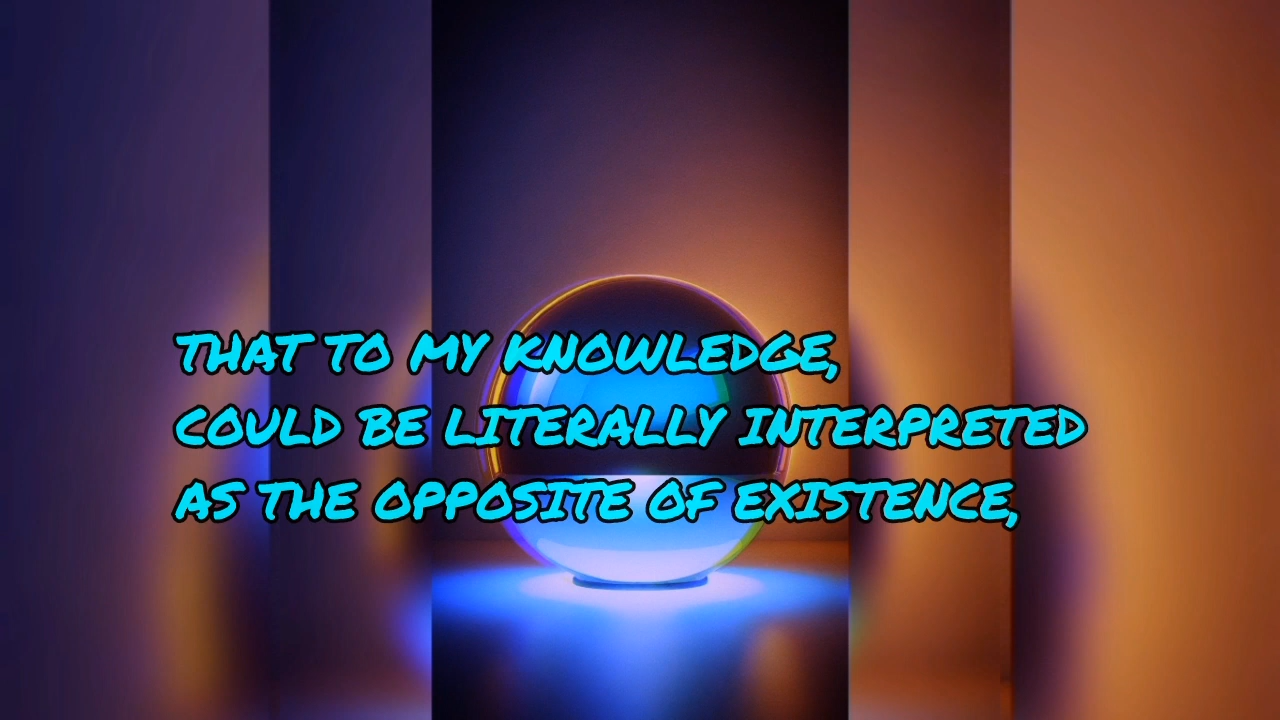 THAT TO MY KNOWLEDGE,
COULD BE LITERALLY INTERPRETED
AS THE OPPOSITE OF EXISTENCE,